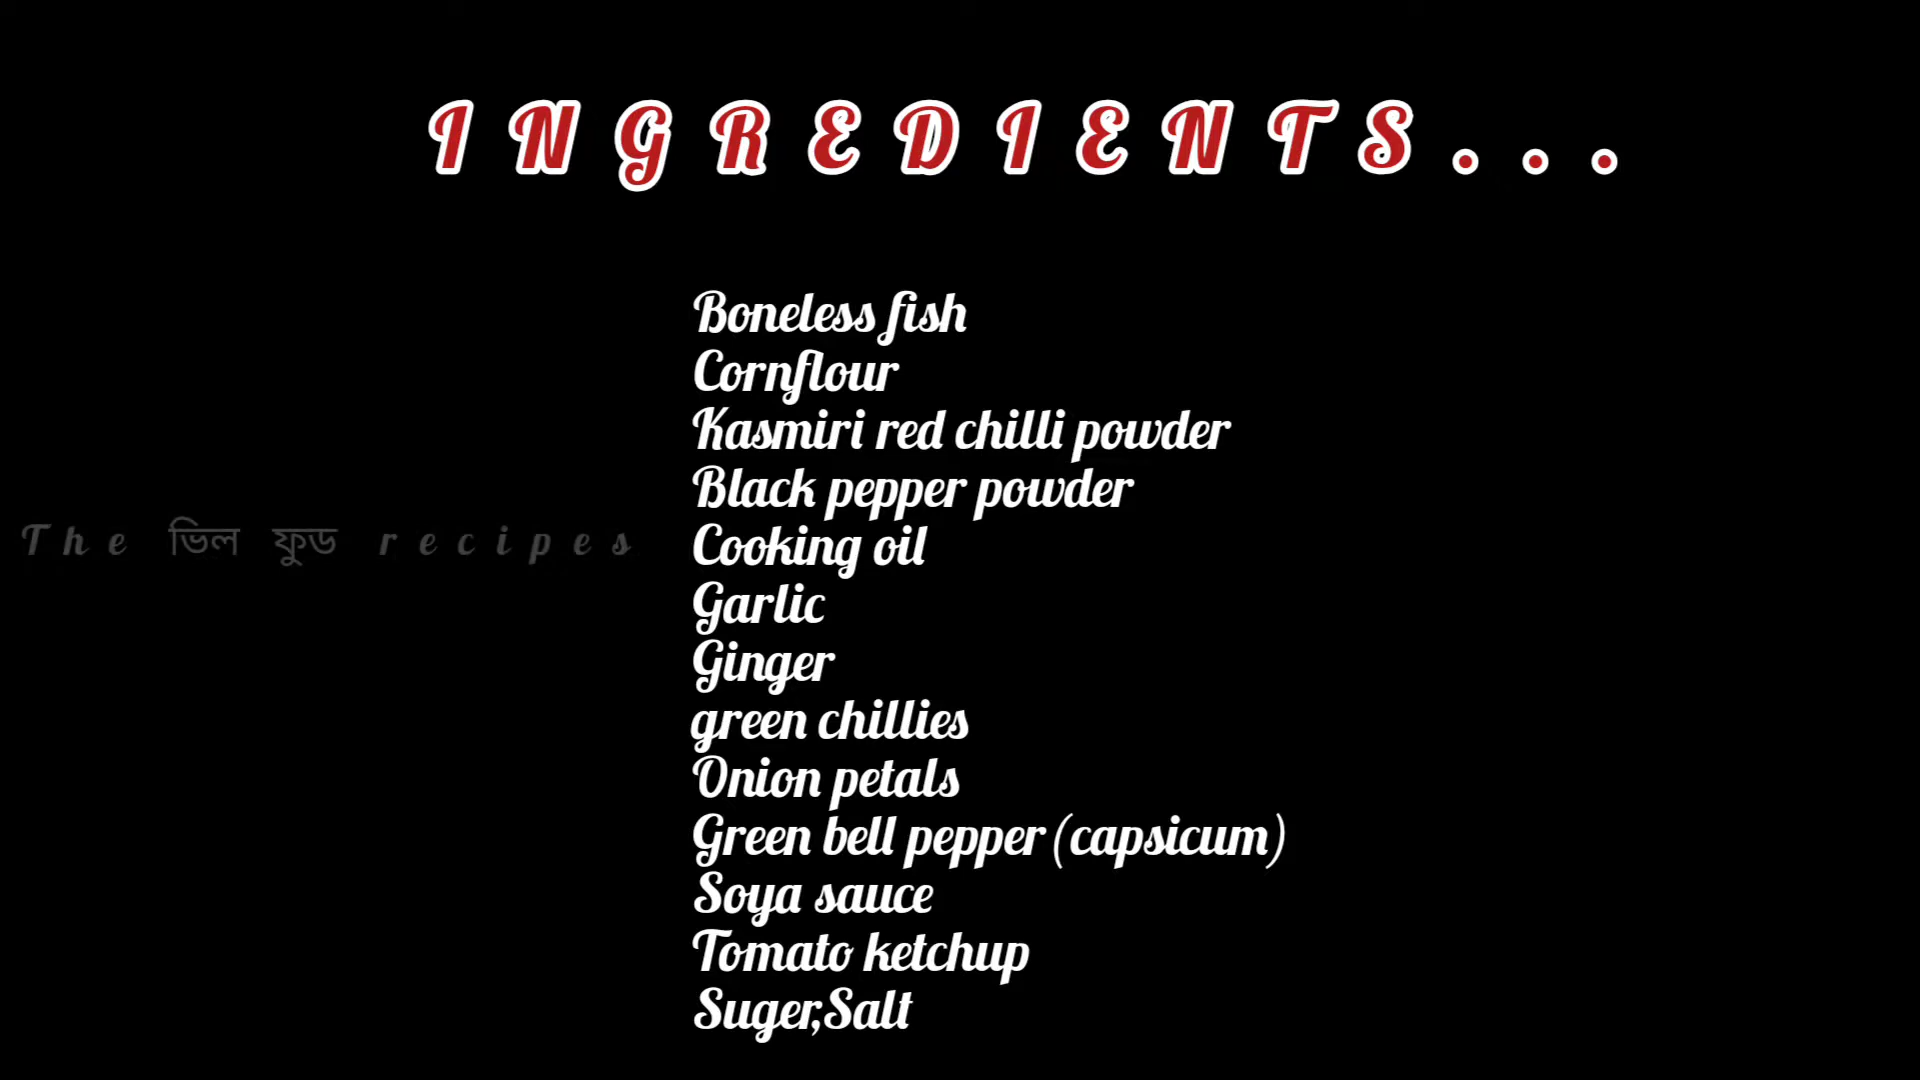 INGREDIENTS...
Boneless fish
Cornflour
Kasmiri red chilli powder
Black pepper powder
The ভিল ফুড recipes
Cooking oil
Garlic
Ginger
green chillies
Onion petals
Green bell pepper(capsicum)
Soya sauce
Tomato ketchup
Suger,Salt